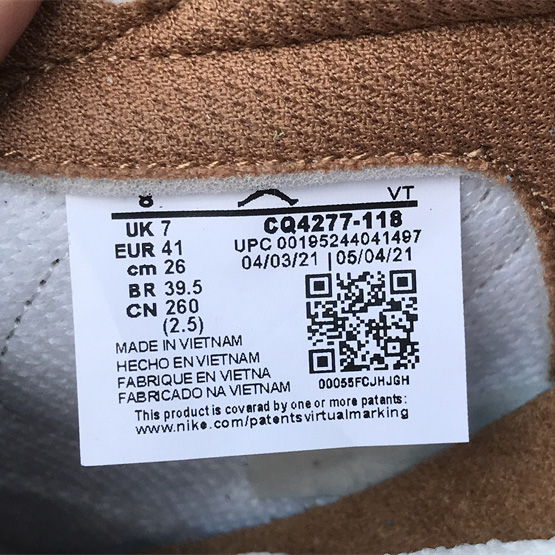 8 VT
UK 7 CQ4277-118
EUR 41 UPC 00195244041497
cm 26 04/03/21 | 05/04/21
BR 39.5
CN 260
(2.5)
MADE IN VIETNAM
HECHO EN VIETNAM
FABRIQUE EN VIETNA
FABRICADO NA VIETNAM
00055FCJHJGH
This product is coverad by one or more patents:
www.nike.com/patentsvirtualmarking